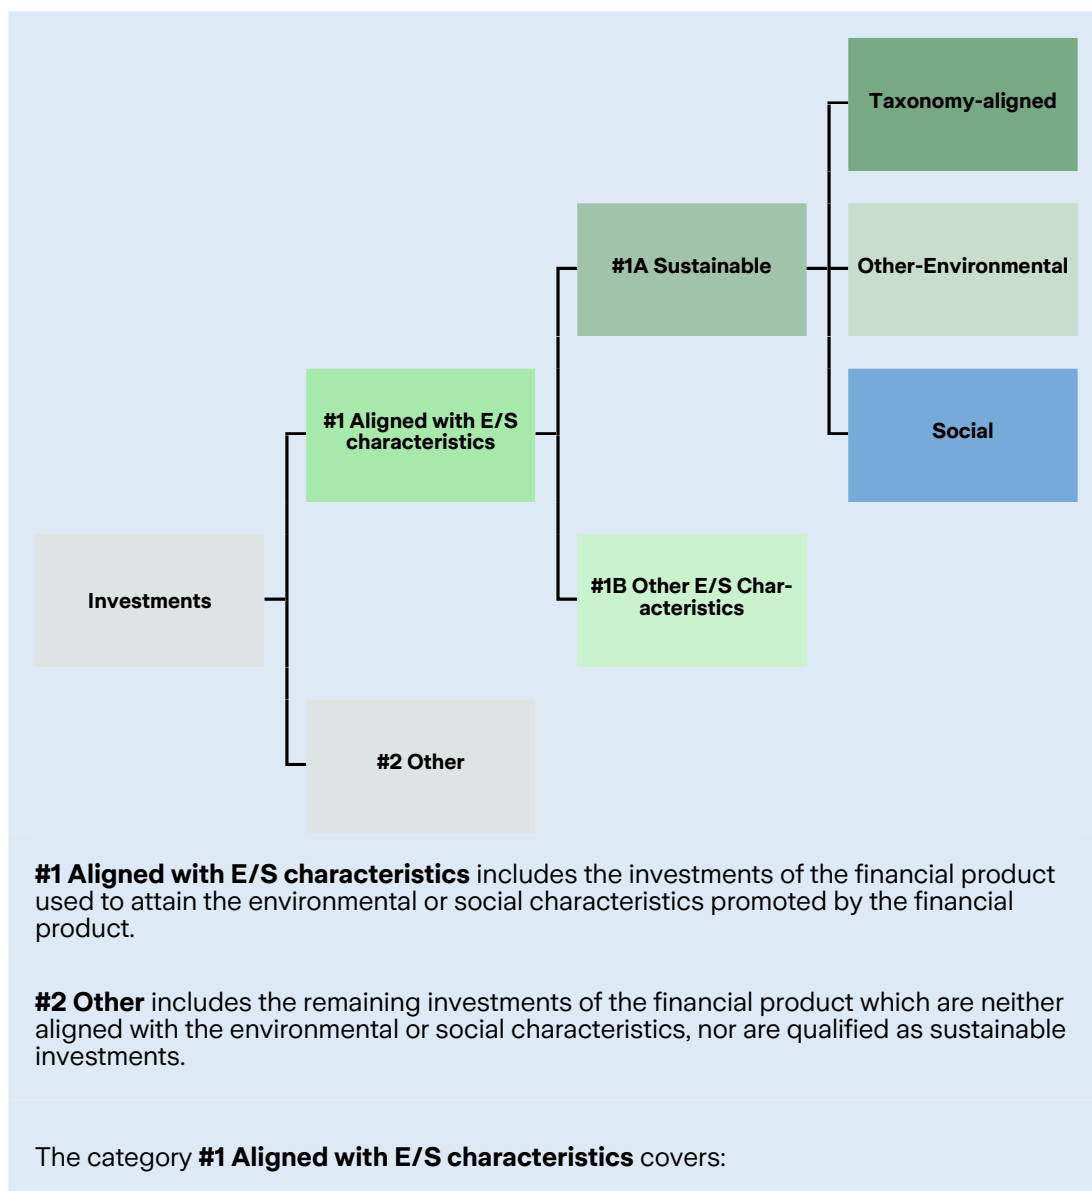 Taxonomy-aligned
#1A Sustainable
Other-Environmental
#1 Aligned with E/S
characteristics
Social
Investments
#1B Other E/S Char-
acteristics
#2 Other
#1 Aligned with E/S characteristics includes the investments of the financial product
used to attain the environmental or social characteristics promoted by the financial
product.
#2 Other includes the remaining investments of the financial product which are neither
aligned with the environmental or social characteristics, nor are qualified as sustainable
investments.
The category #1 Aligned with E/S characteristics covers: